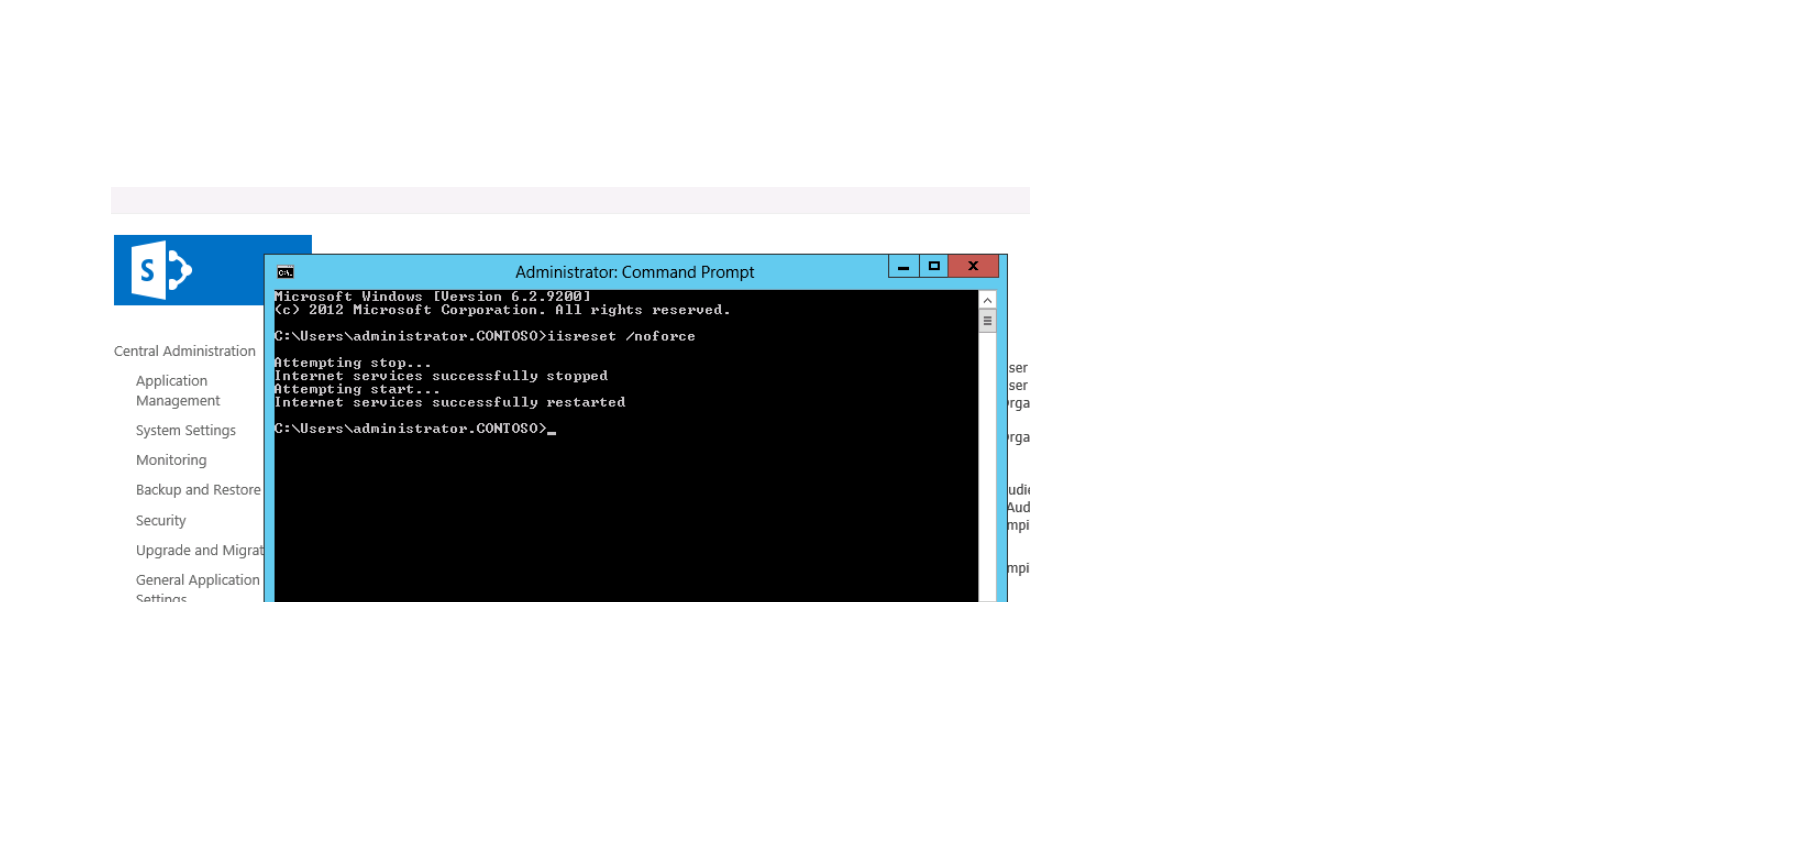 S
Administrator: Command Prompt
Microsoft Windows [Version 6.2.9200]
(c) 2012 Microsoft Corporation. All rights reserved.
C:\Users\administrator.CONTOSO>iisreset /noforce
Attempting stop...
Internet services successfully stopped
Attempting start...
Internet services successfully restarted
C:\Users\administrator.CONTOSO>_
Central Administration
Application
Management
System Settings
Monitoring
Backup and Restore
Security
Upgrade and Migrat
General Application
Settings
ser
ser
rga
rga
udi
Aud
mpi
mpi